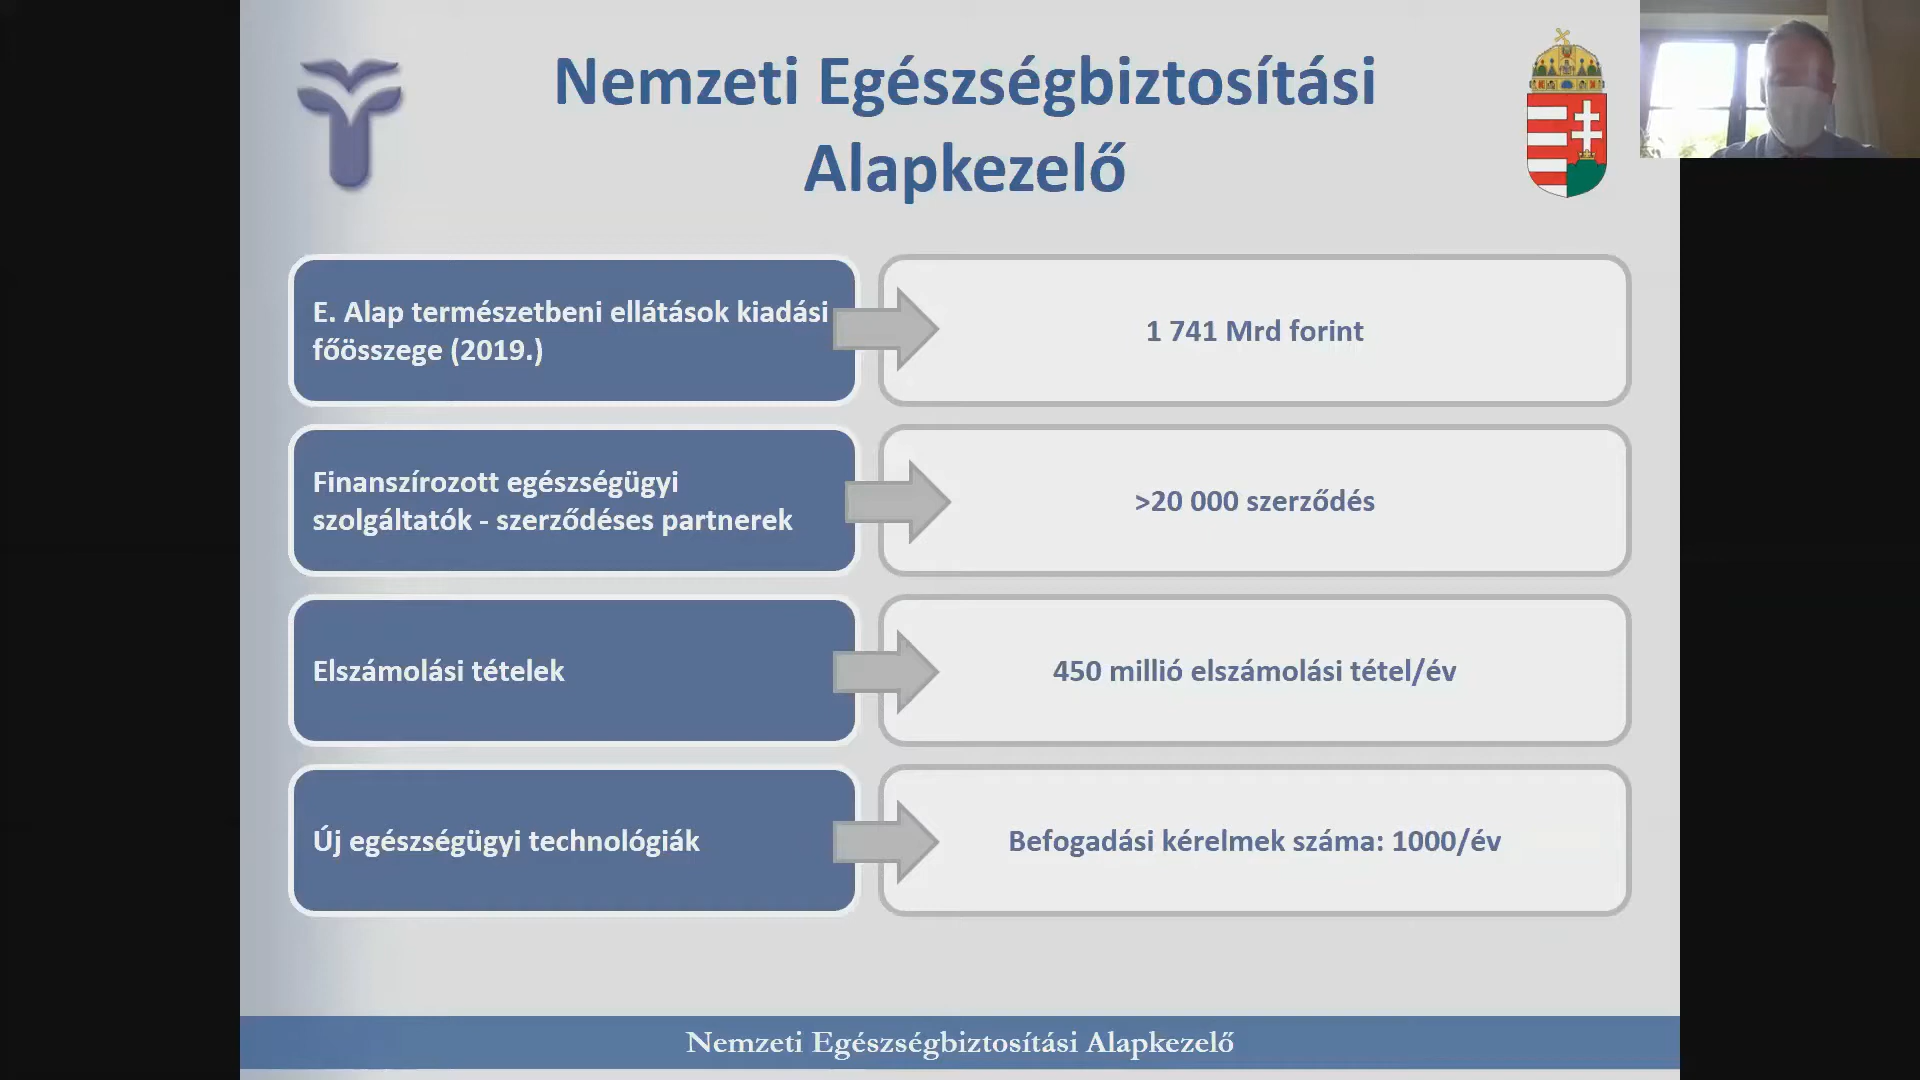 Nemzeti Egészségbiztosítási
Alapkezelő
E. Alap természetbeni ellátások kiadási
főösszege (2019.)
1 741 Mrd forint
Finanszírozott egészségügyi
szolgáltatók - szerződéses partnerek
>20 000 szerződés
Elszámolási tételek
450 millió elszámolási tétel/év
Új egészségügyi technológiák
Befogadási kérelmek száma: 1000/év
Nemzeti Egészségbiztosítási Alapkezelő